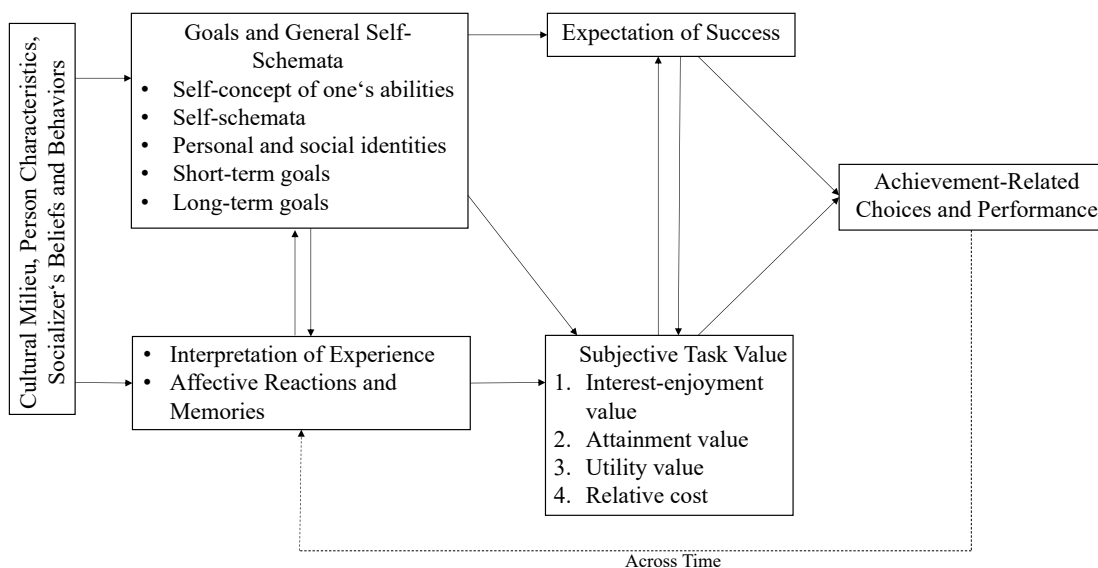 Cultural Milieu, Person Characteristics,
Socializer‘s Beliefs and Behaviors
Goals and General Self-
Schemata
• Self-concept of one‘s abilities
• Self-schemata
• Personal and social identities
• Short-term goals
• Long-term goals
• Interpretation of Experience
• Affective Reactions and
Memories
Expectation of Success
Subjective Task Value
1. Interest-enjoyment
value
2. Attainment value
3. Utility value
4. Relative cost
Achievement-Related
Choices and Performance
Across Time